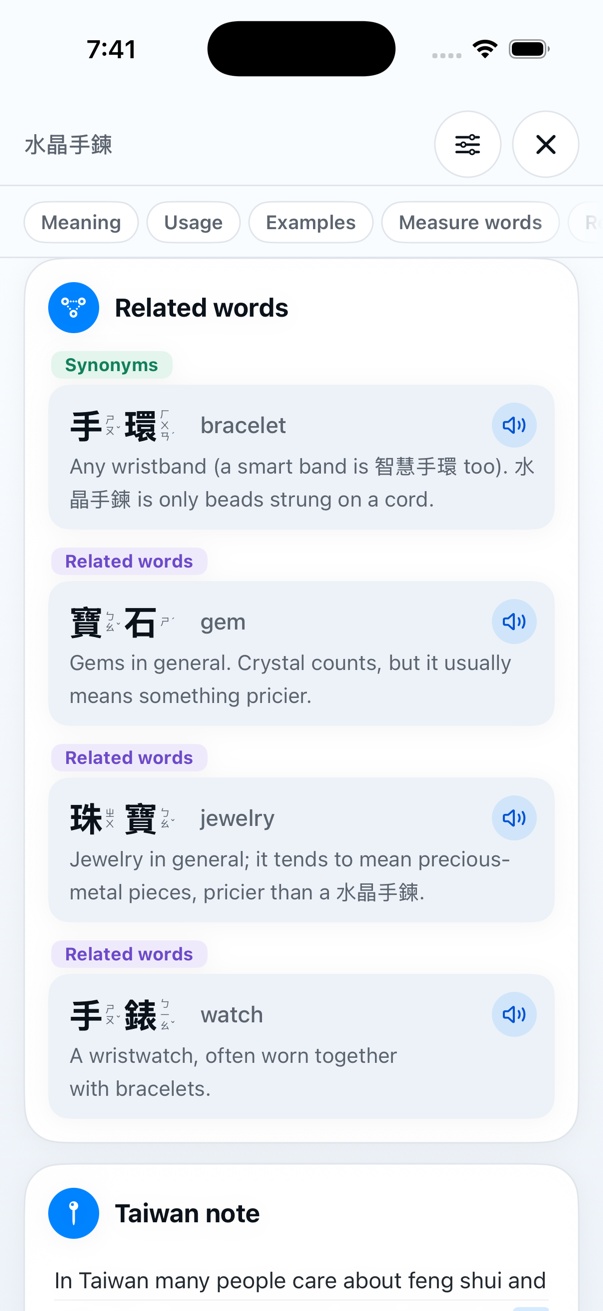 7:41
水晶手鍊
Meaning
Usage
Examples
Measure words
Related words
Synonyms
手ㄕㄡˇ環ㄏㄨㄢˊ bracelet
Any wristband (a smart band is 智慧手環 too). 水
晶手鍊 is only beads strung on a cord.
Related words
寶ㄅㄠˇ石ㄕˊ gem
Gems in general. Crystal counts, but it usually
means something pricier.
Related words
珠ㄓㄨ寶ㄅㄠˇ jewelry
Jewelry in general; it tends to mean precious-
metal pieces, pricier than a 水晶手鍊.
Related words
手ㄕㄡˇ錶ㄅㄧㄠˇ watch
A wristwatch, often worn together
with bracelets.
Taiwan note
In Taiwan many people care about feng shui and